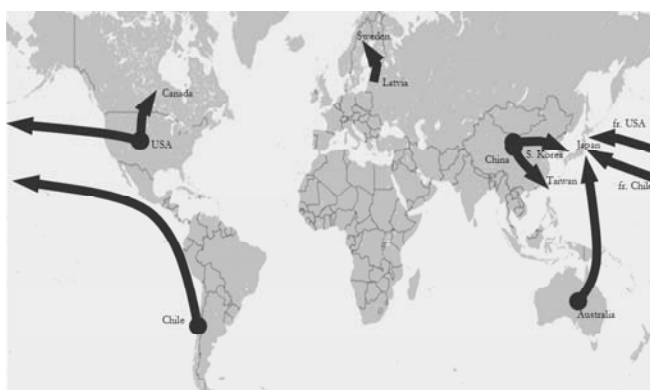 Sweden
Latvia
Canada
USA
Chile
China
S. Korea
Japan
Taiwan
fr. USA
fr. Chile
Australia